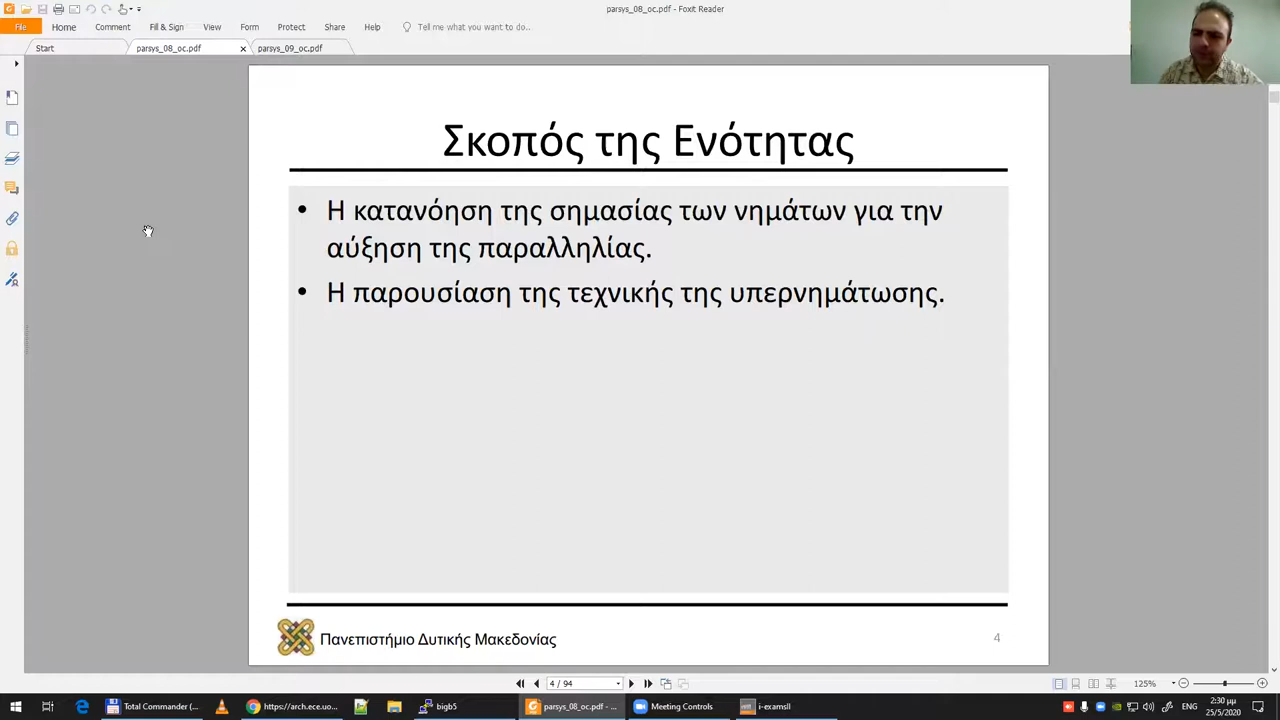 parsys_08_oc.pdf - Foxit Reader
File Home Comment Fill & Sign View Form Protect Share Help Tell me what you want to do..
Start parsys_08_oc.pdf parsys_09_oc.pdf
Σκοπός της Ενότητας
• Η κατανόηση της σημασίας των νημάτων για την
αύξηση της παραλληλίας.
• Η παρουσίαση της τεχνικής της υπερνημάτωσης.
Πανεπιστήμιο Δυτικής Μακεδονίας
4
4 / 94
125%
Total Commander (... https://arch.ece.uo... bigb5 parsys_08_oc.pdf - ... Meeting Controls i-examsll
ΕΝ
2:30 μμ
25/5/2020